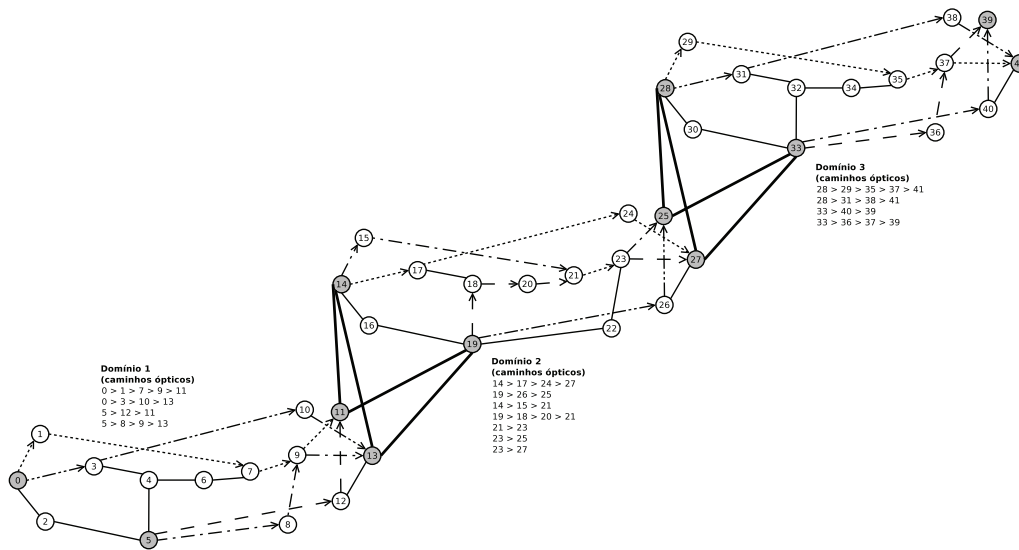 38
39
29
37
41
31
35
28
32
34
40
30
36
33
Domínio 3
(caminhos ópticos)
28 > 29 > 35 > 37 > 41
28 > 31 > 38 > 41
33 > 40 > 39
33 > 36 > 37 > 39
24
25
15
23
27
17
21
14
18
20
26
16
22
19
Domínio 2
(caminhos ópticos)
14 > 17 > 24 > 27
19 > 26 > 25
14 > 15 > 21
19 > 18 > 20 > 21
21 > 23
23 > 25
23 > 27
Domínio 1
(caminhos ópticos)
0 > 1 > 7 > 9 > 11
0 > 3 > 10 > 13
5 > 12 > 11
5 > 8 > 9 > 13
10
11
1
9
13
3
7
0
4
6
12
2
8
5